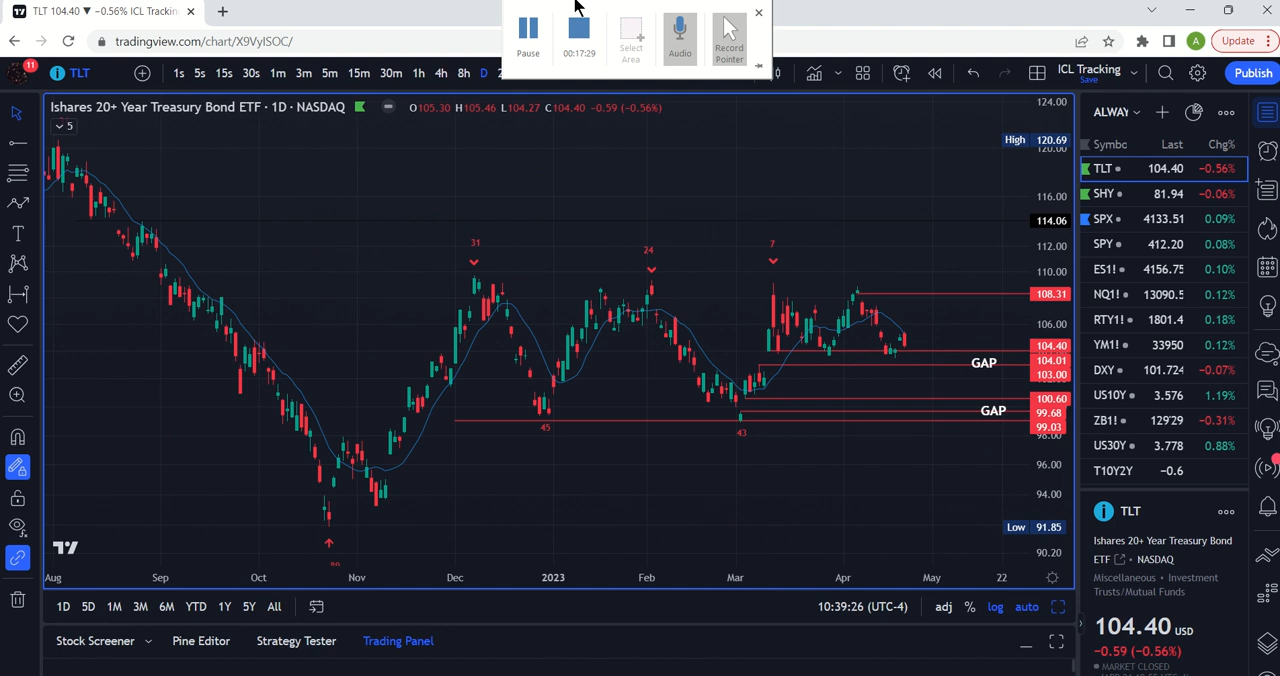 TLT 104.40 ▼ −0.56% ICL Trackin
tradingview.com/chart/X9VyISOC/
A
Update
Pause
00:17:29
Select Area
Audio
Record Pointer
11
TLT
1s 5s 15s 30s 1m 3m 5m 15m 30m 1h 4h 8h D
ICL Tracking
Save
Publish
Ishares 20+ Year Treasury Bond ETF · 1D · NASDAQ
O105.30 H105.46 L104.27 C104.40 −0.59 (−0.56%)
5
124.00
High 120.69
120.00
116.00
114.06
112.00
110.00
108.31
106.00
104.40
104.01
103.00
100.60
99.68
99.03
98.00
96.00
94.00
Low 91.85
90.20
31
24
7
GAP
GAP
45
43
Aug Sep Oct Nov Dec 2023 Feb Mar Apr May 22
1D 5D 1M 3M 6M YTD 1Y 5Y All
10:39:26 (UTC-4)
adj % log auto
Stock Screener Pine Editor Strategy Tester Trading Panel
ALWAY
Symbo Last Chg%
TLT 104.40 −0.56%
SHY 81.94 −0.06%
SPX 4133.51 0.09%
SPY 412.20 0.08%
ES1! 4156.75 0.10%
NQ1! 13090.5 0.12%
RTY1! 1801.4 0.18%
YM1! 33950 0.12%
DXY 101.724 −0.07%
US10Y 3.576 1.19%
ZB1! 129'29 −0.31%
US30Y 3.778 0.88%
T10Y2Y −0.6
TLT
Ishares 20+ Year Treasury Bond
ETF • NASDAQ
Miscellaneous • Investment
Trusts/Mutual Funds
104.40 USD
−0.59 (−0.56%)
MARKET CLOSED